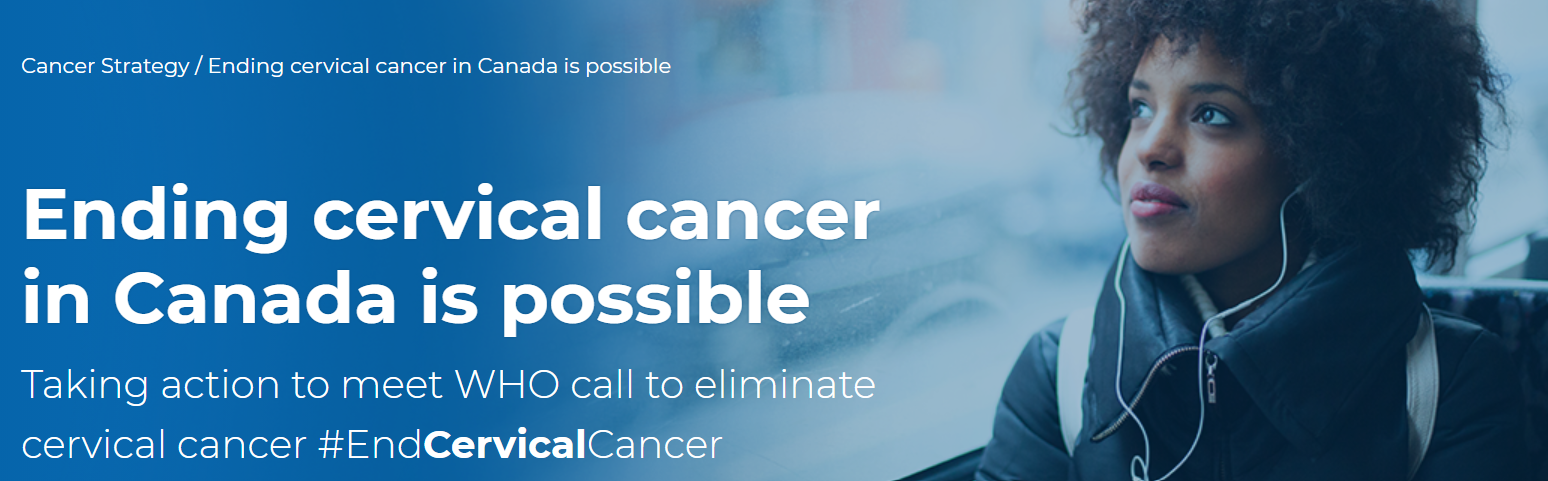 Cancer Strategy / Ending cervical cancer in Canada is possible
Ending cervical cancer
in Canada is possible
Taking action to meet WHO call to eliminate
cervical cancer #EndCervicalCancer